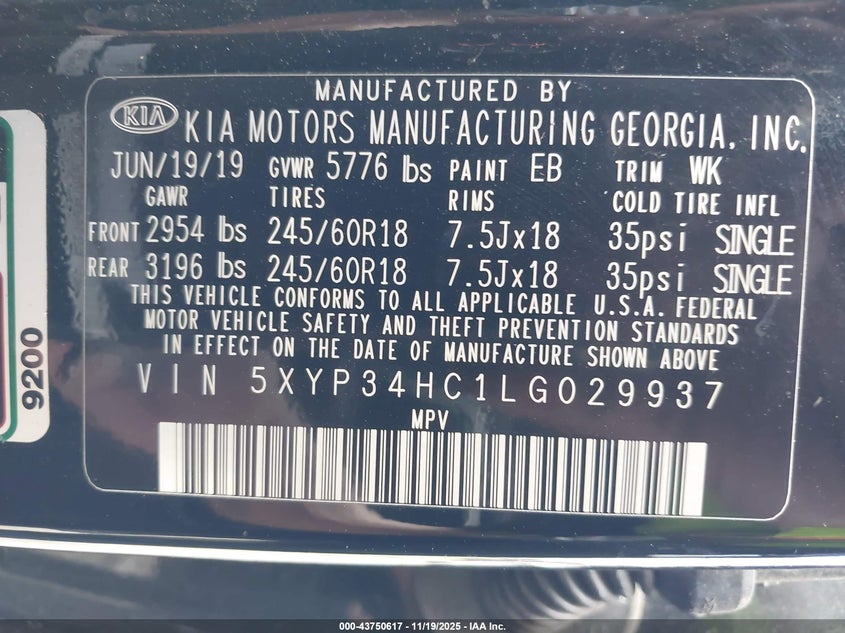 MANUFACTURED BY
KIA KIA MOTORS MANUFACTURING GEORGIA, INC.
JUN/19/19 GVWR 5776 lbs PAINT EB TRIM WK
GAWR TIRES RIMS COLD TIRE INFL
FRONT 2954 lbs 245/60R18 7.5Jx18 35psi SINGLE
REAR 3196 lbs 245/60R18 7.5Jx18 35psi SINGLE
THIS VEHICLE CONFORMS TO ALL APPLICABLE U.S.A. FEDERAL
MOTOR VEHICLE SAFETY AND THEFT PREVENTION STANDARDS
IN EFFECT ON THE DATE OF MANUFACTURE SHOWN ABOVE
VIN 5XYP34HC1LG029937
MPV
9200
000-43750617 - 11/19/2025 - IAA Inc.